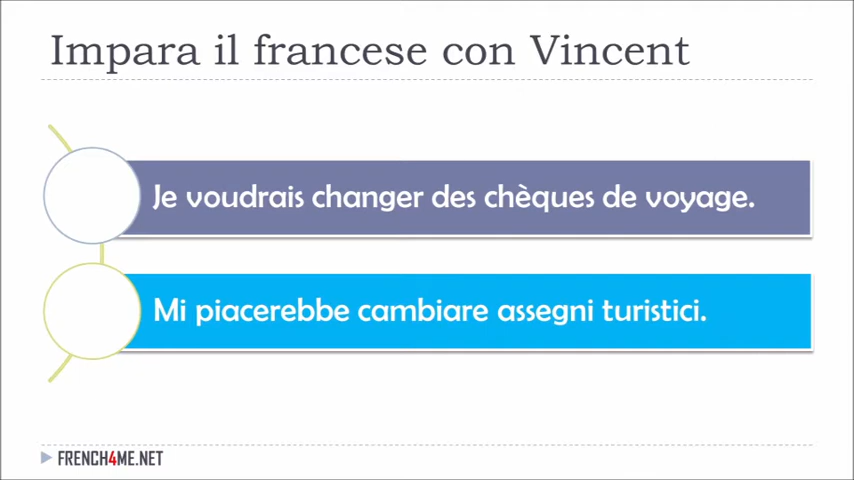 Impara il francese con Vincent
Je voudrais changer des chèques de voyage.
Mi piacerebbe cambiare assegni turistici.
FRENCH4ME.NET